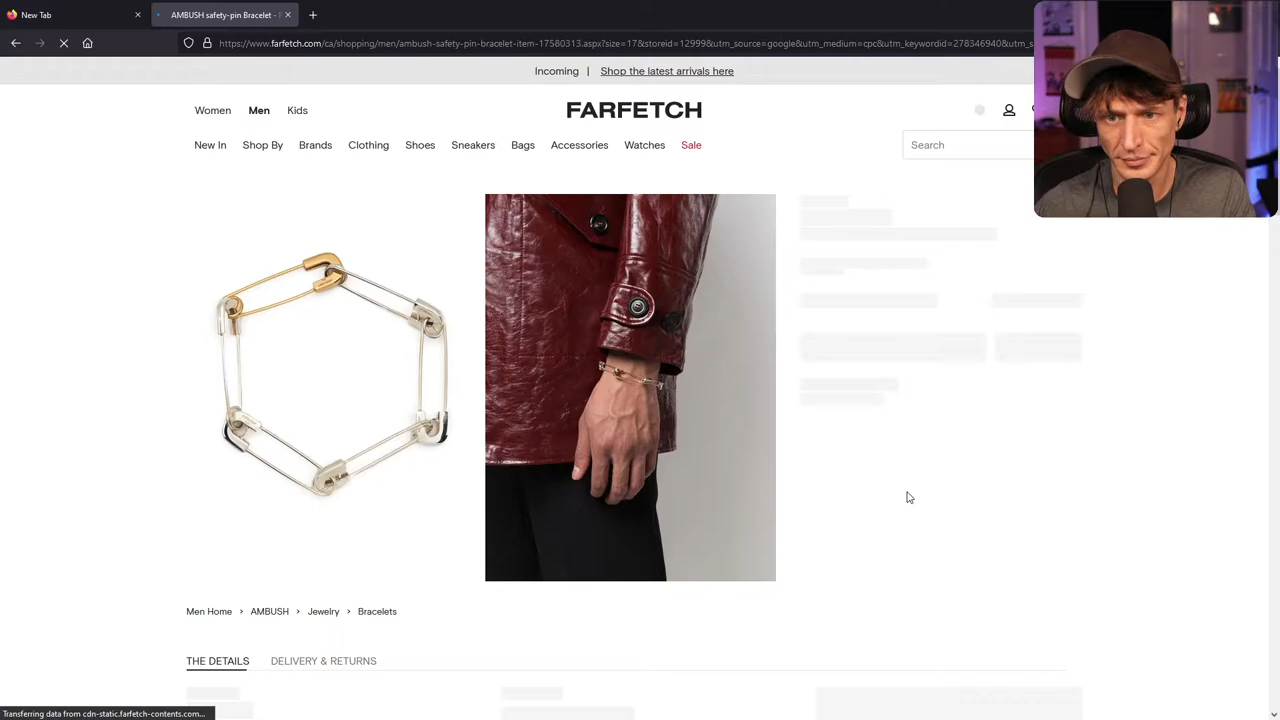 New Tab
AMBUSH safety-pin Bracelet - 
https://www.farfetch.com/ca/shopping/men/ambush-safety-pin-bracelet-item-17580313.aspx?size=17&storeid=12999&utm_source=google&utm_medium=cpc&utm_keywordid=278346940&utm_s
Incoming | Shop the latest arrivals here
Women Men Kids
FARFETCH
New In Shop By Brands Clothing Shoes Sneakers Bags Accessories Watches Sale
Search
Men Home > AMBUSH > Jewelry > Bracelets
THE DETAILS DELIVERY & RETURNS
Transferring data from cdn-static.farfetch-contents.com...